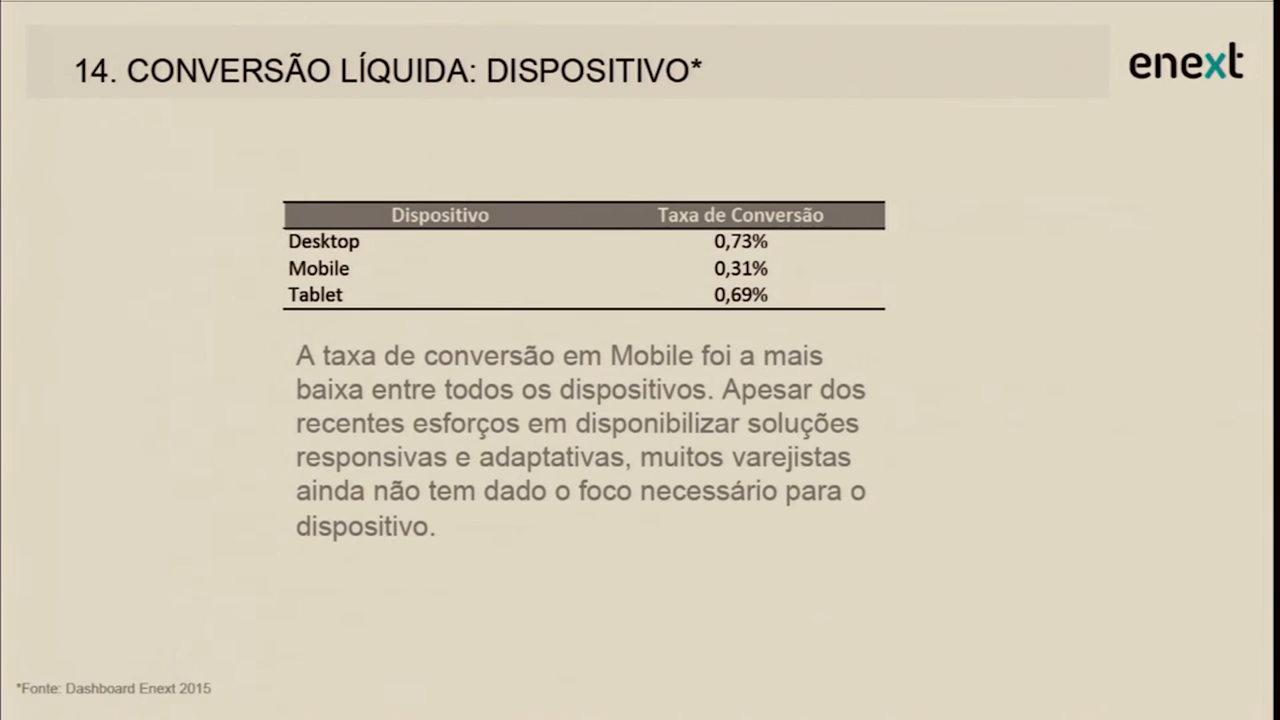 14. CONVERSÃO LÍQUIDA: DISPOSITIVO*
enext
Dispositivo Taxa de Conversão
Desktop 0,73%
Mobile 0,31%
Tablet 0,69%
A taxa de conversão em Mobile foi a mais
baixa entre todos os dispositivos. Apesar dos
recentes esforços em disponibilizar soluções
responsivas e adaptativas, muitos varejistas
ainda não tem dado o foco necessário para o
dispositivo.
*Fonte: Dashboard Enext 2015